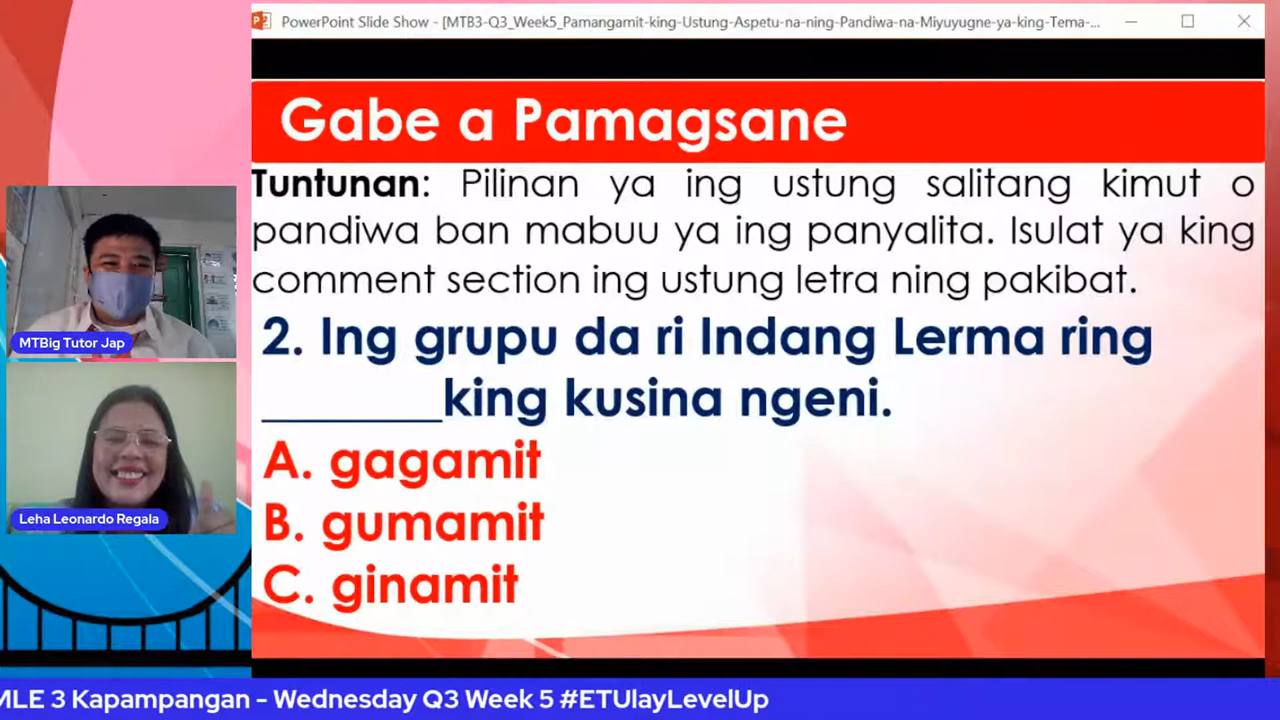 PowerPoint Slide Show - [MTB3-Q3_Week5_Pamangamit-king-Ustung-Aspetu-na-ning-Pandiwa-na-Miyuyugne-ya-king-Tema-...
Gabe a Pamagsane
Tuntunan: Pilinan ya ing ustung salitang kimut o
pandiwa ban mabuu ya ing panyalita. Isulat ya king
comment section ing ustung letra ning pakibat.
2. Ing grupu da ri Indang Lerma ring
________king kusina ngeni.
A. gagamit
B. gumamit
C. ginamit
MTBig Tutor Jap
Leha Leonardo Regala
MLE 3 Kapampangan - Wednesday Q3 Week 5 #ETUlayLevelUp